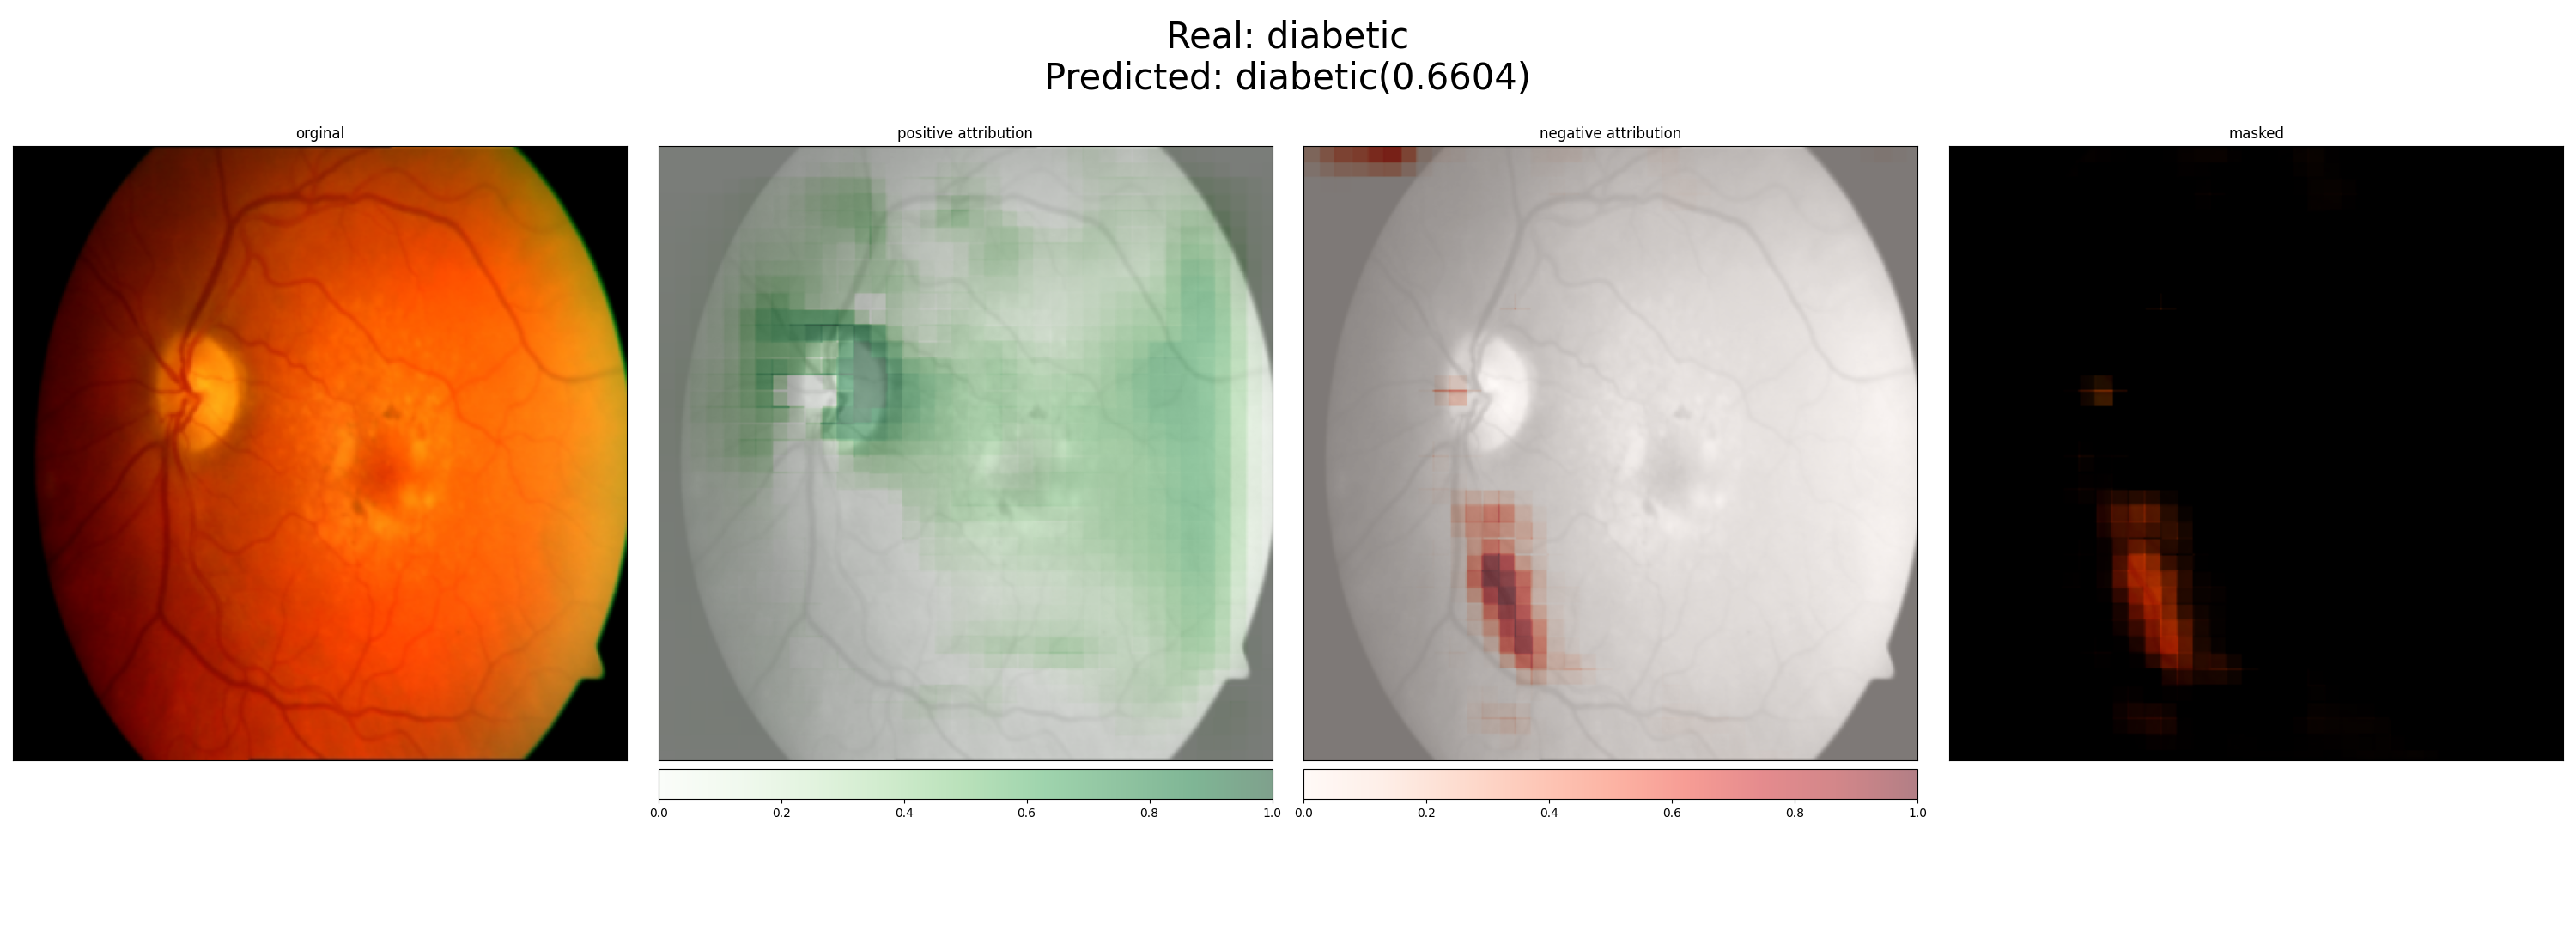 Real: diabetic
Predicted: diabetic(0.6604)
orginal
positive attribution
negative attribution
masked
0.0 0.2 0.4 0.6 0.8 1.0
0.0 0.2 0.4 0.6 0.8 1.0